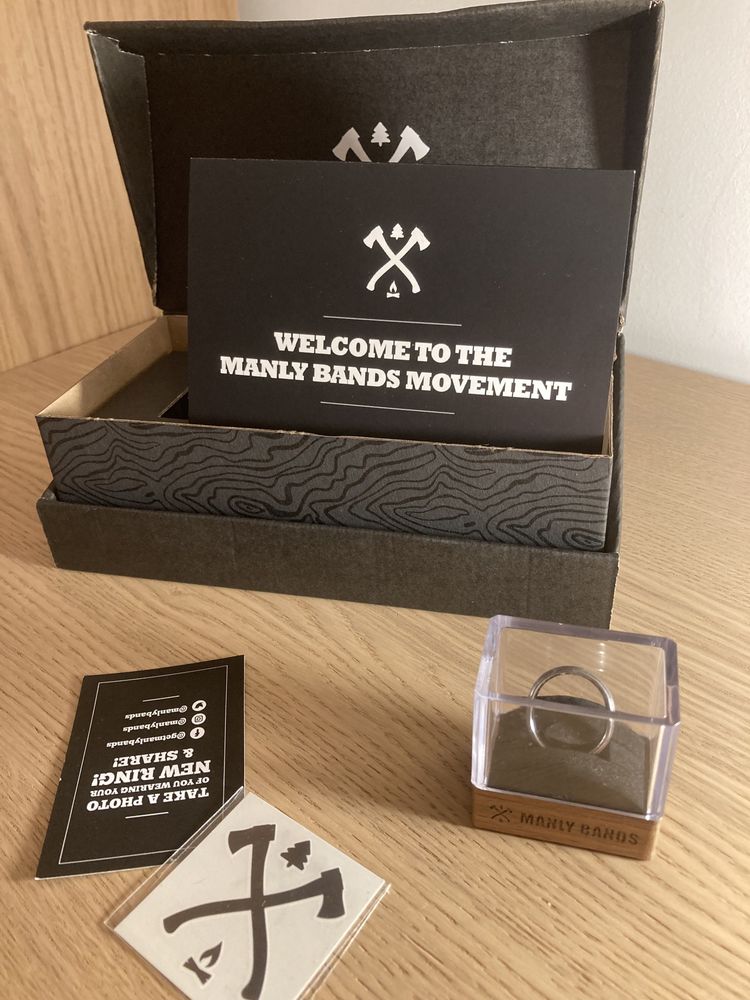 WELCOME TO THE
MANLY BANDS MOVEMENT
TAKE A PHOTO
OF YOU WEARING YOUR
NEW RING!
& SHARE!
@getmanlybands
@manlybands
@manlybands
MANLY BANDS